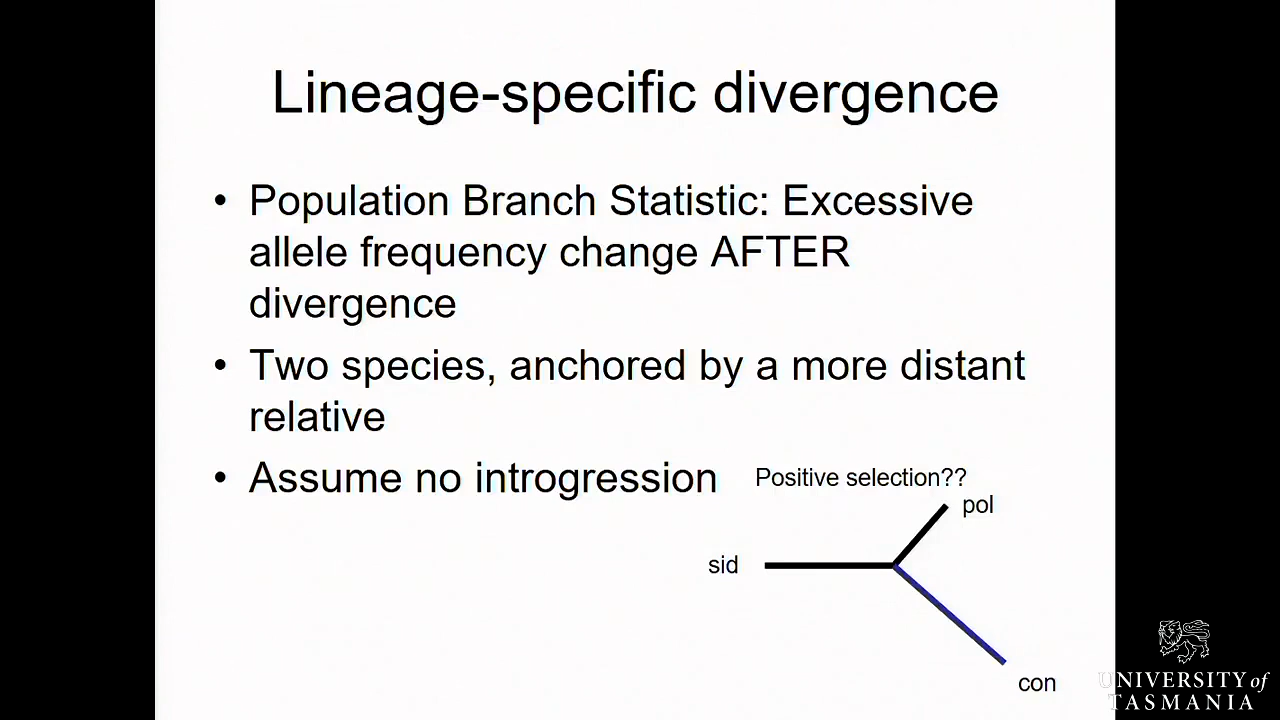 Lineage-specific divergence
• Population Branch Statistic: Excessive
allele frequency change AFTER
divergence
• Two species, anchored by a more distant
relative
• Assume no introgression
Positive selection??
pol
sid
con
UNIVERSITY of
TASMANIA